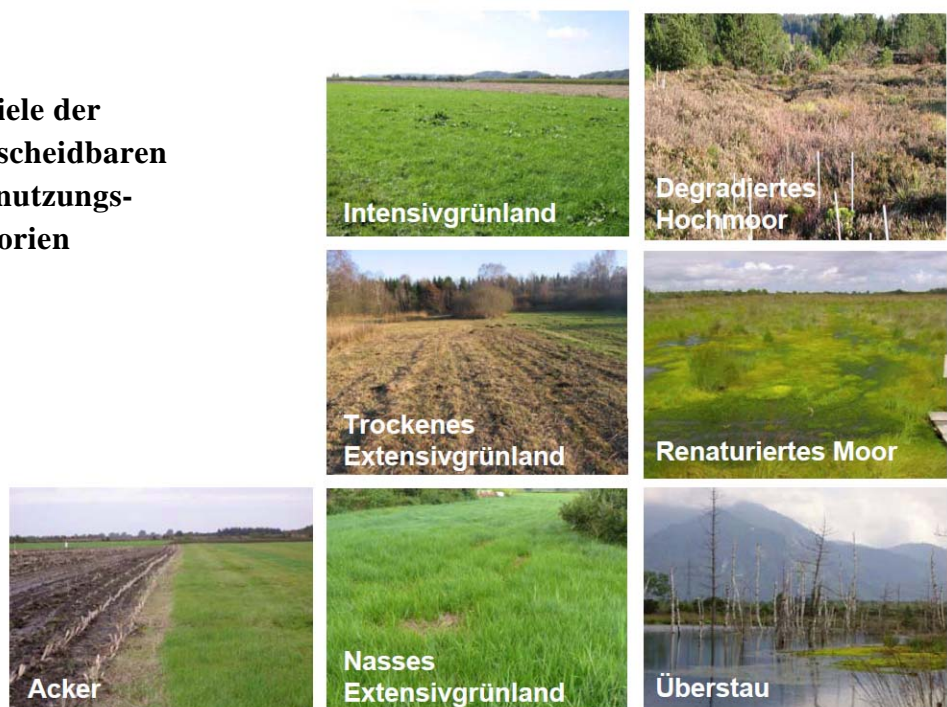 iele der
scheidbaren
nutzungs-
orien
Intensivgrünland
Degradiertes
Hochmoor
Trockenes
Extensivgrünland
Renaturiertes Moor
Acker
Nasses
Extensivgrünland
Überstau